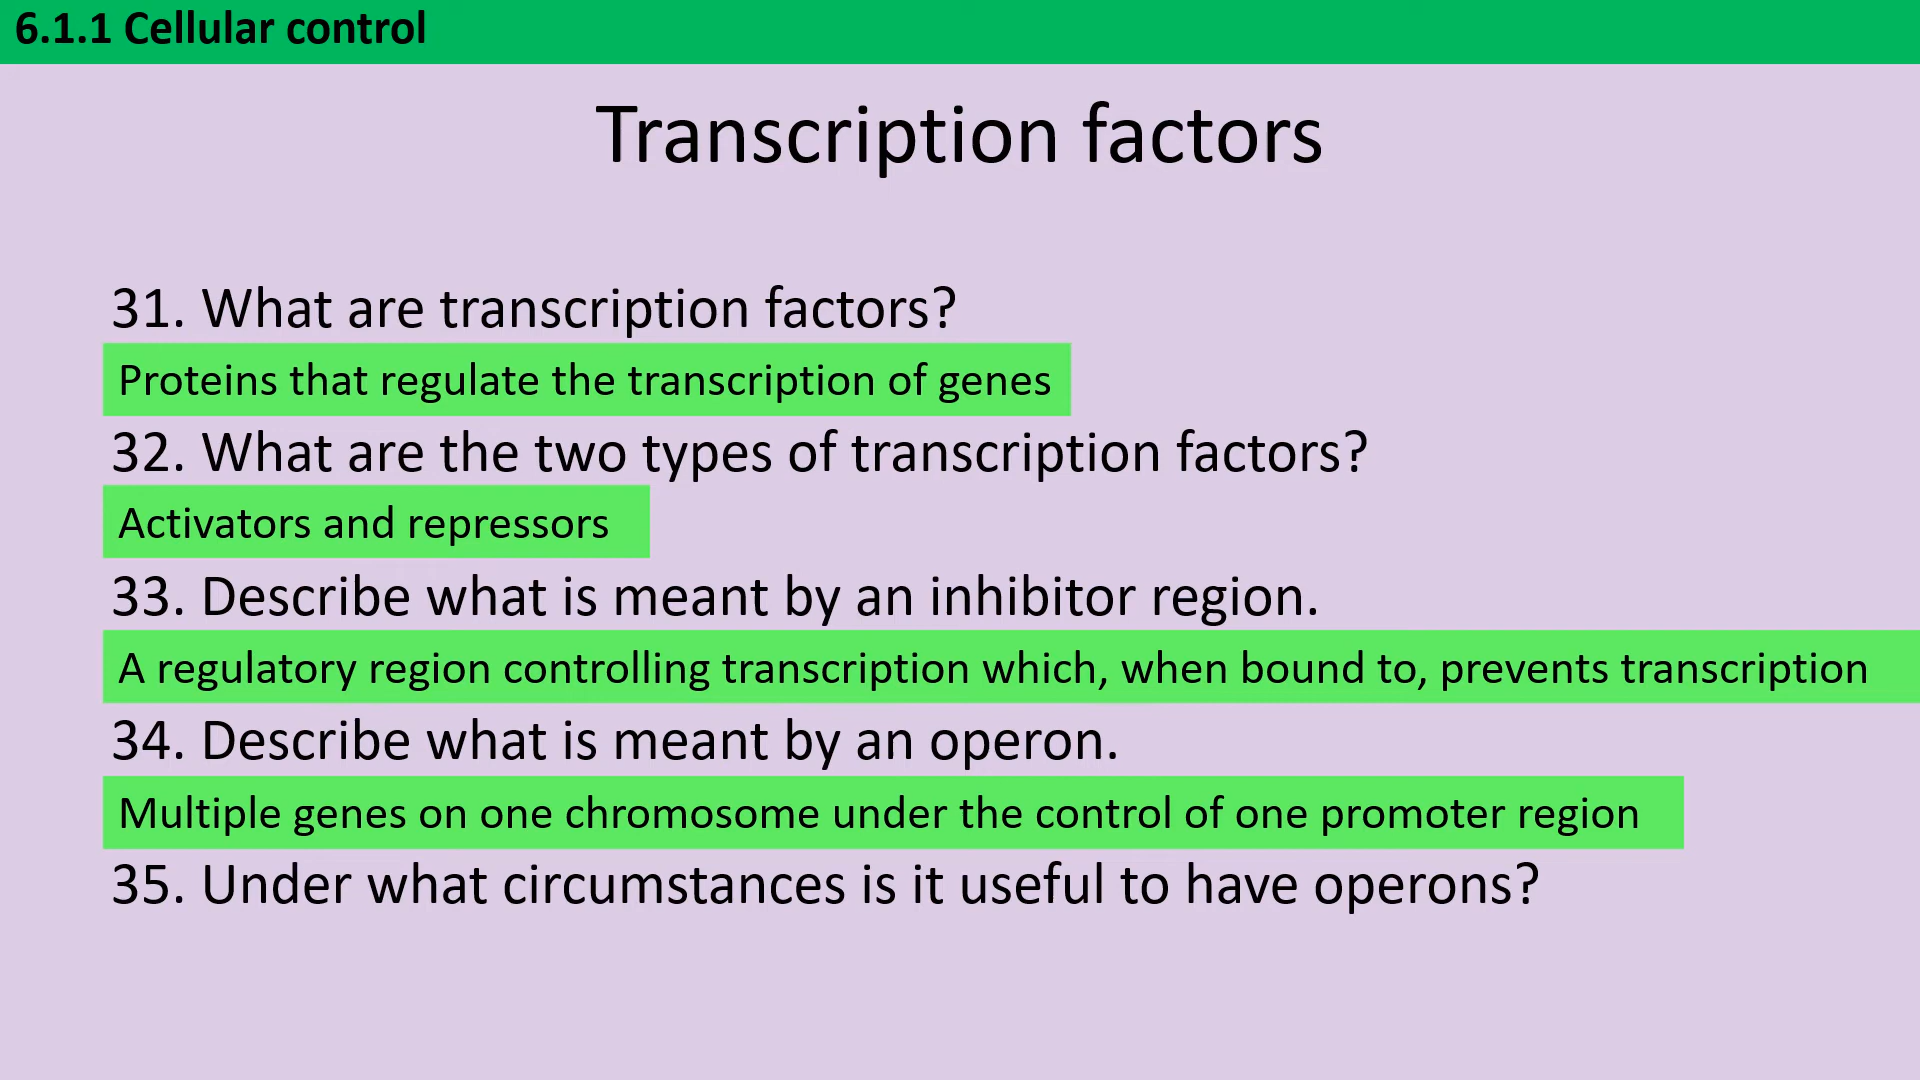 6.1.1 Cellular control
Transcription factors
31. What are transcription factors?
Proteins that regulate the transcription of genes
32. What are the two types of transcription factors?
Activators and repressors
33. Describe what is meant by an inhibitor region.
A regulatory region controlling transcription which, when bound to, prevents transcription
34. Describe what is meant by an operon.
Multiple genes on one chromosome under the control of one promoter region
35. Under what circumstances is it useful to have operons?